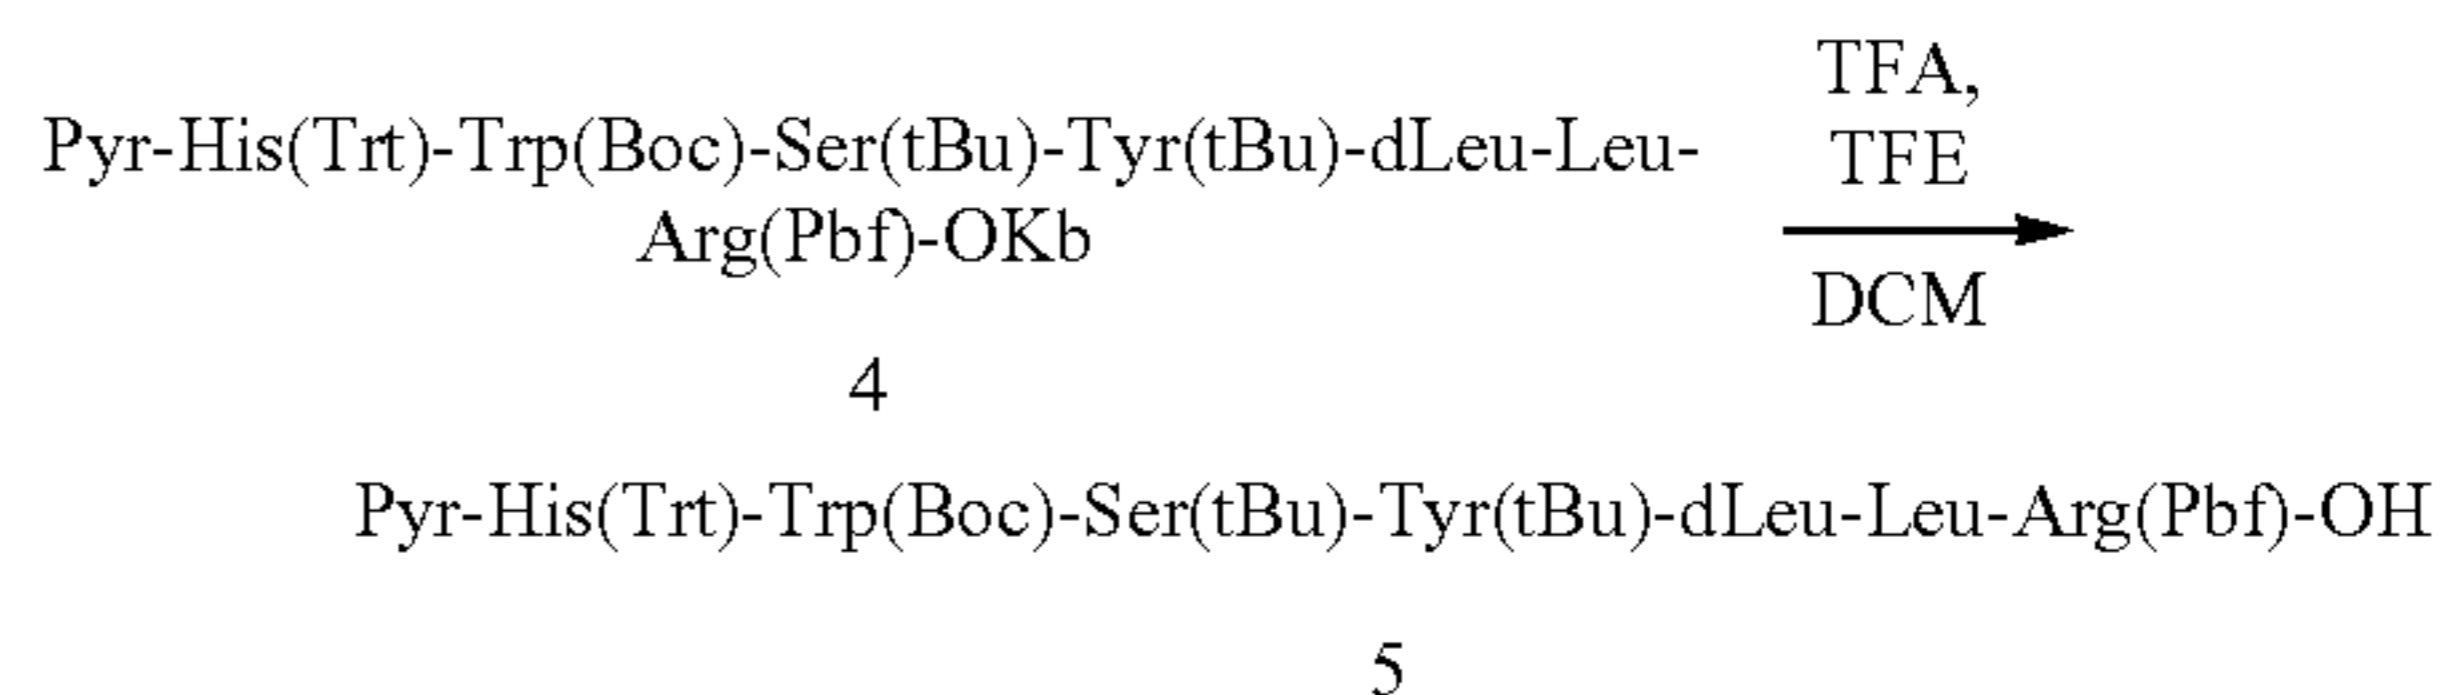 Pyr-His(Trt)-Trp(Boc)-Ser(tBu)-Tyr(tBu)-dLeu-Leu-
Arg(Pbf)-OKb
TFA,
TFE
DCM
4
Pyr-His(Trt)-Trp(Boc)-Ser(tBu)-Tyr(tBu)-dLeu-Leu-Arg(Pbf)-OH
5